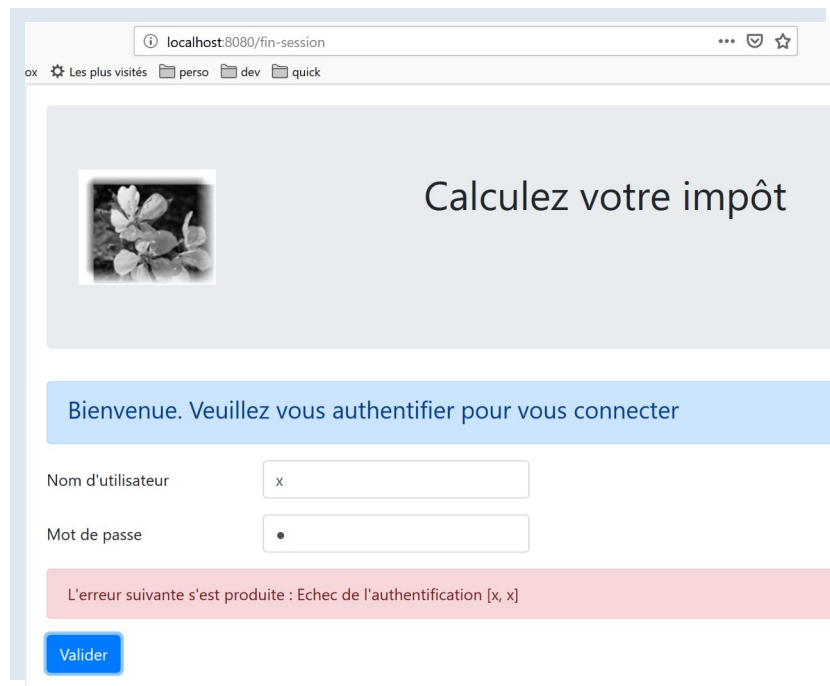 localhost:8080/fin-session
ox Les plus visités perso dev quick
Calculez votre impôt
Bienvenue. Veuillez vous authentifier pour vous connecter
Nom d'utilisateur x
Mot de passe
L'erreur suivante s'est produite : Echec de l'authentification [x, x]
Valider